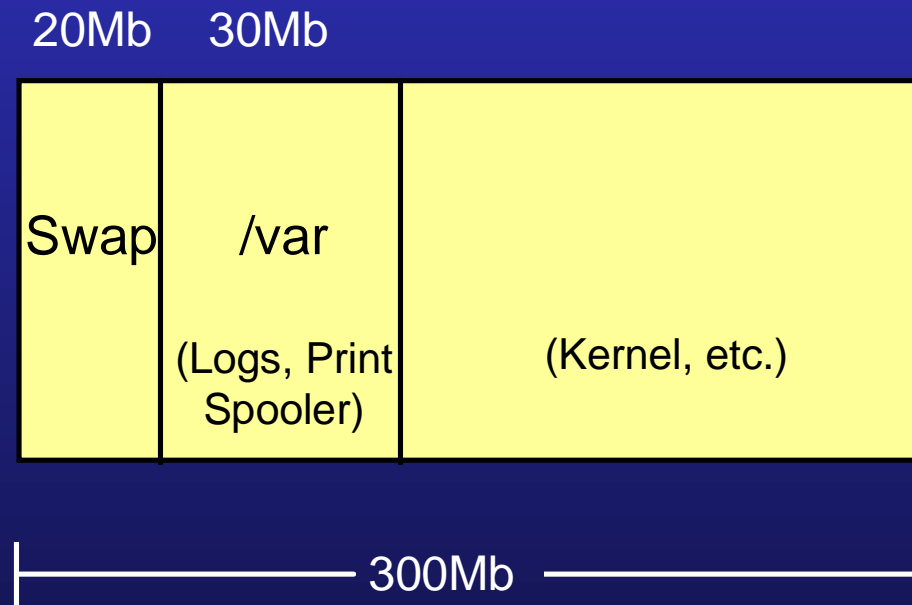 20Mb 30Mb
Swap /var
(Logs, Print
Spooler)
(Kernel, etc.)
300Mb